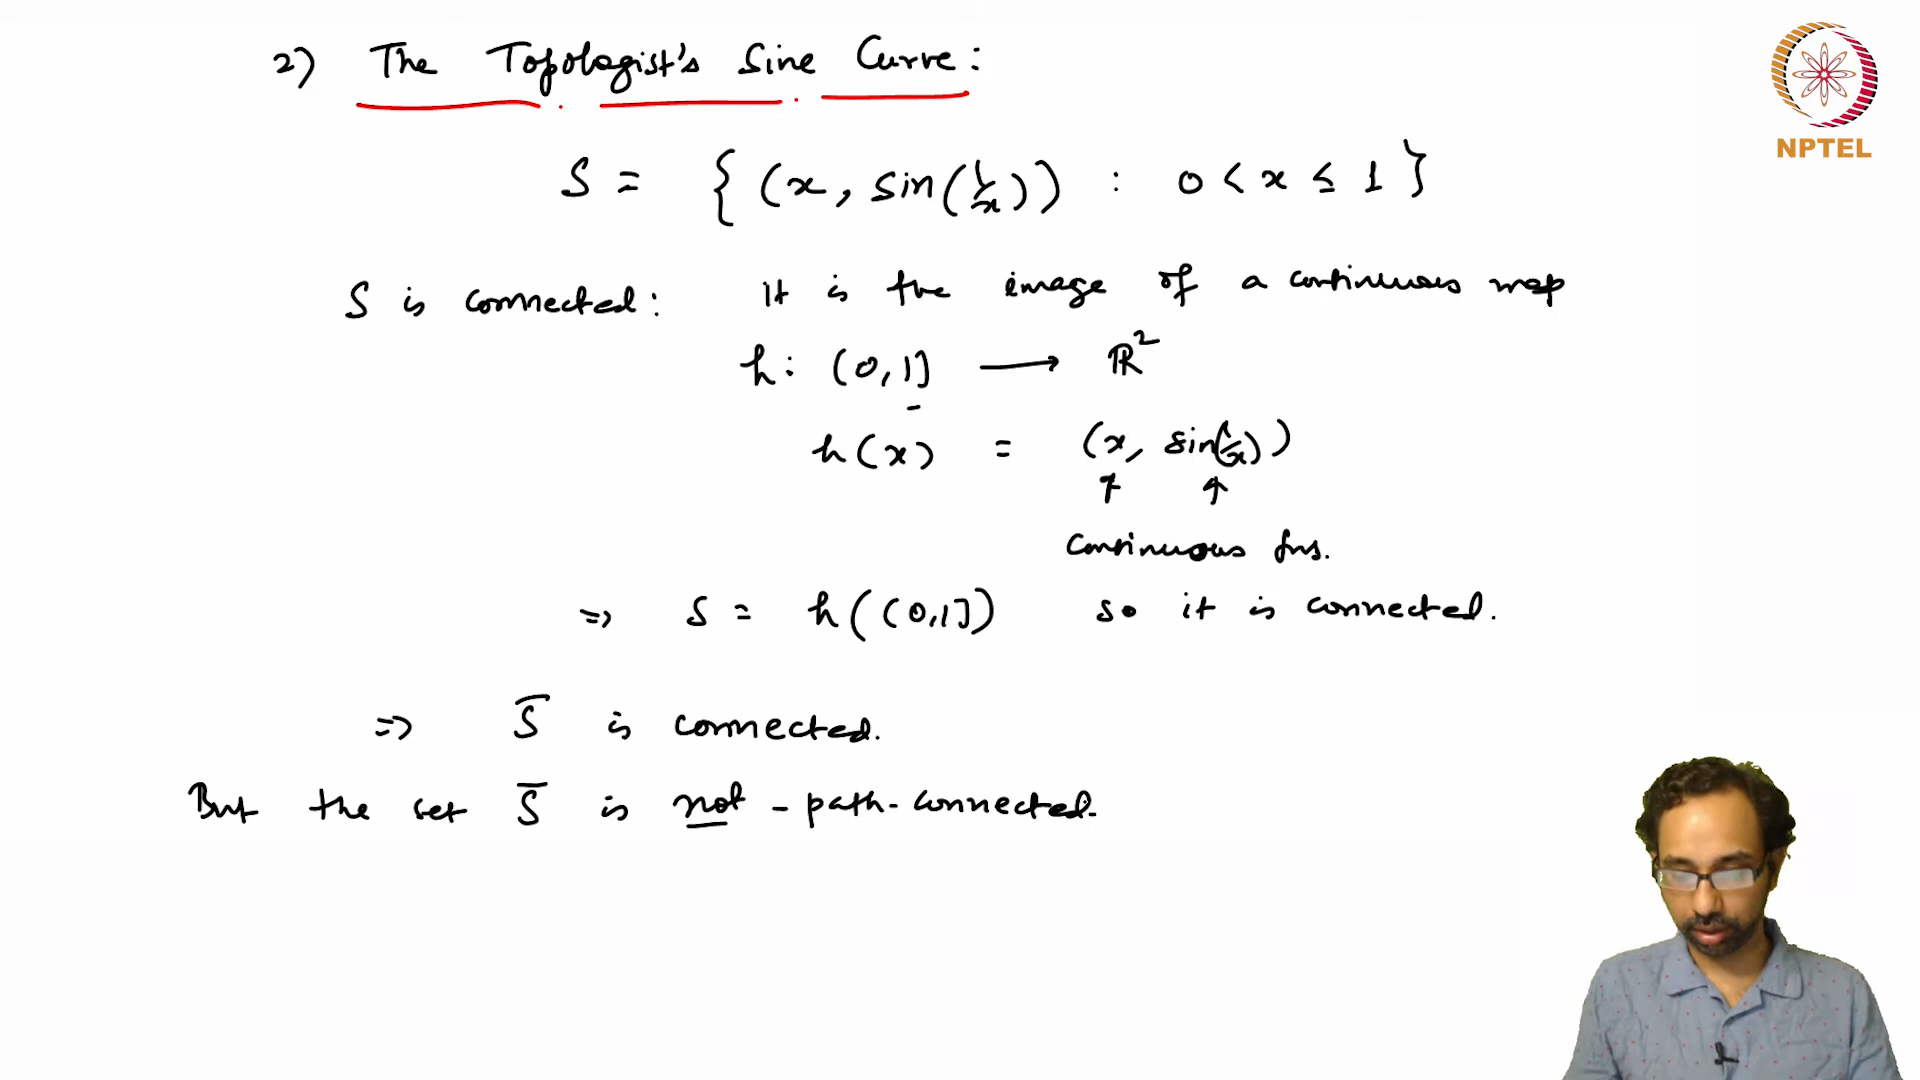 2) The Topologist's Sine Curve:
NPTEL
S = { (x, sin(1/x)) : 0 < x ≤ 1 }
S is connected: It is the image of a continuous map
h: (0,1] ⟶ ℝ²
h(x) = (x, sin(1/x))
↑ ↑
continuous fns.
⇒ S = h((0,1]) so it is connected.
⇒ S̅ is connected.
But the set S̅ is not - path-connected.